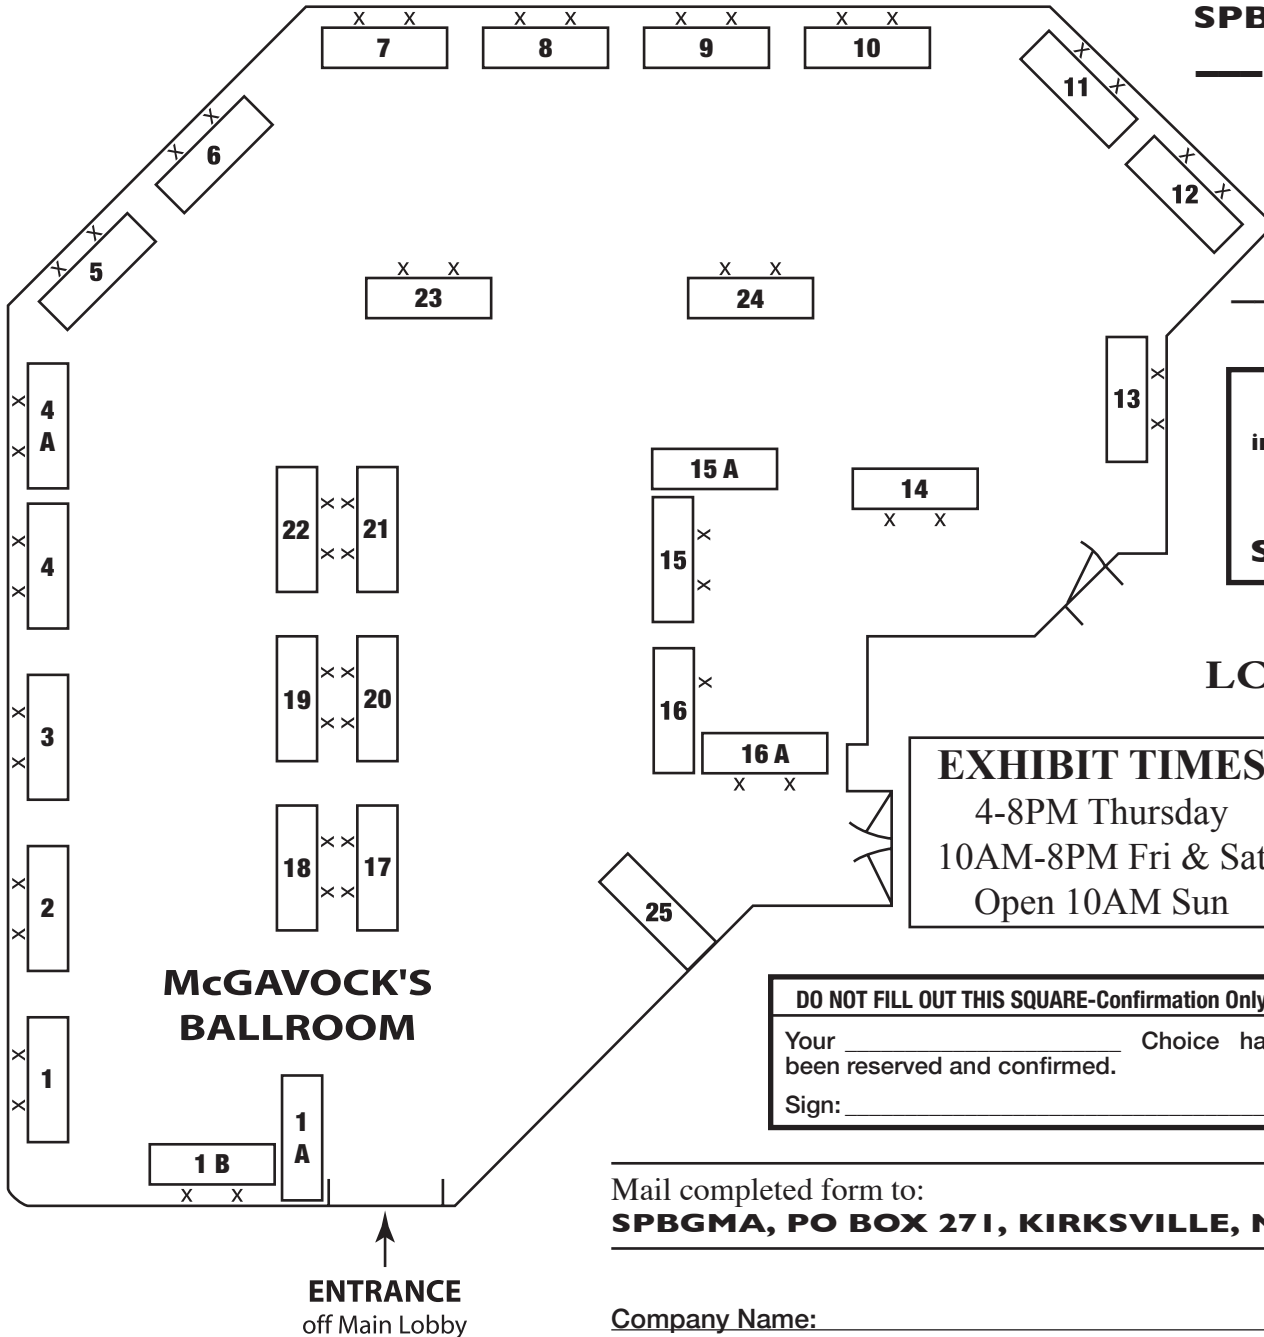 SPB
X X X X X X X X
7 8 9 10
X X
11
X X
6
X X
12
X X
5
X X X X
23 24
X X
4
A
X X
13
X X
15 A
14
X X
22 X X X X 21
15
X X
4
X X
in
S
19 X X X X 20
16
X
3
X X
16 A
X X
LO
EXHIBIT TIMES
4-8PM Thursday
10AM-8PM Fri & Sat
Open 10AM Sun
18 X X X X 17
2
X X
25
McGAVOCK'S
BALLROOM
DO NOT FILL OUT THIS SQUARE-Confirmation Only
Your ______________________ Choice ha
been reserved and confirmed.
Sign: __________________________________
1
X X
1
A
1 B
X X
Mail completed form to:
SPBGMA, PO BOX 271, KIRKSVILLE,
ENTRANCE
off Main Lobby
Company Name: